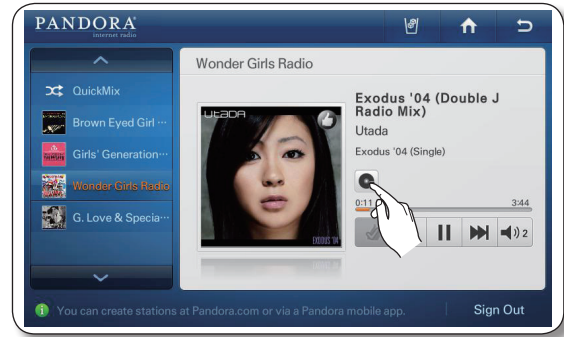 PANDORA®
internet radio
Wonder Girls Radio
QuickMix
Brown Eyed Girl ···
Girls' Generation···
Wonder Girls Radio
G. Love & Specia···
UTADA
EXODUS '04
Exodus '04 (Double J
Radio Mix)
Utada
Exodus '04 (Single)
0:11
3:44
2
You can create stations at Pandora.com or via a Pandora mobile app.
Sign Out